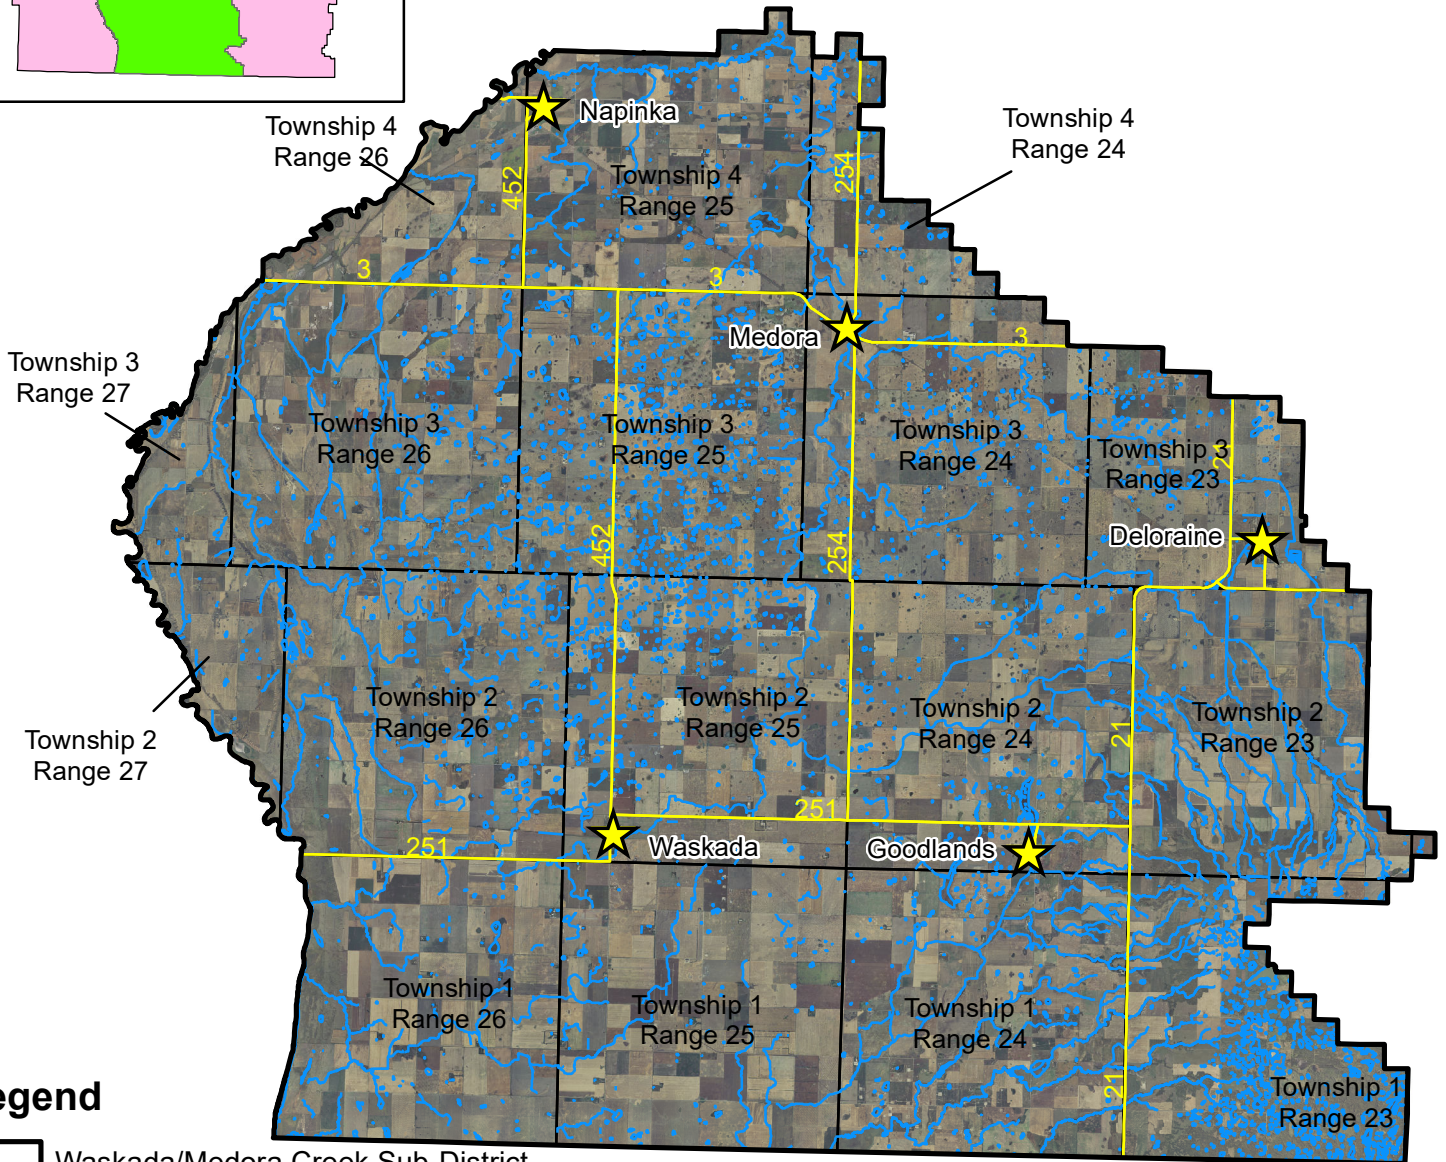 Napinka
Township 4
Range 26
Township 4
Range 24
452
Township 4
Range 25
254
3
3
Medora
3
Township 3
Range 27
Township 3
Range 26
Township 3
Range 25
Township 3
Range 24
Township 3
Range 23
21
Deloraine
452
254
Township 2
Range 27
Township 2
Range 26
Township 2
Range 25
Township 2
Range 24
21
Township 2
Range 23
251
251
Waskada
Goodlands
Township 1
Range 26
Township 1
Range 25
Township 1
Range 24
21
Township 1
Range 23
egend
Waskada/Medora Creek Sub-District